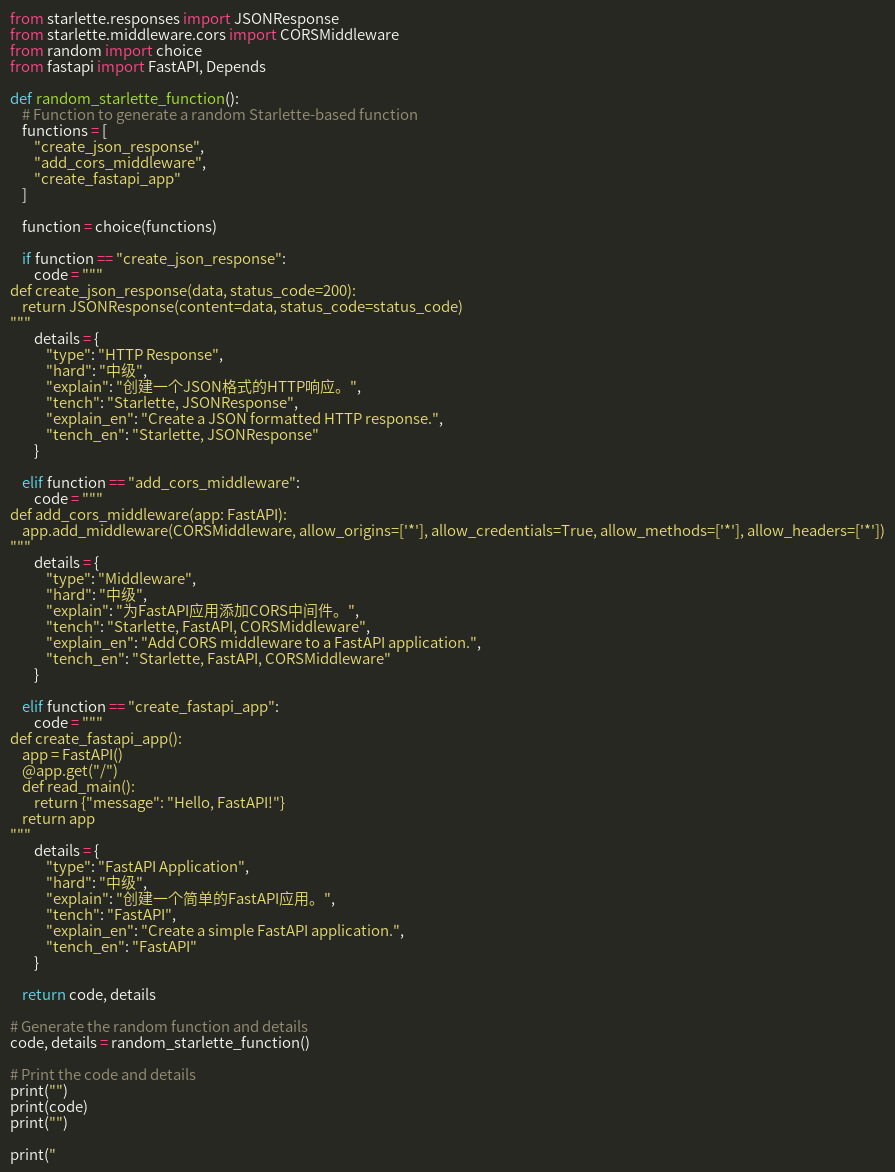 from starlette.responses import JSONResponse
from starlette.middleware.cors import CORSMiddleware
from random import choice
from fastapi import FastAPI, Depends

def random_starlette_function():
    # Function to generate a random Starlette-based function
    functions = [
        "create_json_response",
        "add_cors_middleware",
        "create_fastapi_app"
    ]

    function = choice(functions)

    if function == "create_json_response":
        code = """
def create_json_response(data, status_code=200):
    return JSONResponse(content=data, status_code=status_code)
"""
        details = {
            "type": "HTTP Response",
            "hard": "中级",
            "explain": "创建一个JSON格式的HTTP响应。",
            "tench": "Starlette, JSONResponse",
            "explain_en": "Create a JSON formatted HTTP response.",
            "tench_en": "Starlette, JSONResponse"
        }

    elif function == "add_cors_middleware":
        code = """
def add_cors_middleware(app: FastAPI):
    app.add_middleware(CORSMiddleware, allow_origins=['*'], allow_credentials=True, allow_methods=['*'], allow_headers=['*'])
"""
        details = {
            "type": "Middleware",
            "hard": "中级",
            "explain": "为FastAPI应用添加CORS中间件。",
            "tench": "Starlette, FastAPI, CORSMiddleware",
            "explain_en": "Add CORS middleware to a FastAPI application.",
            "tench_en": "Starlette, FastAPI, CORSMiddleware"
        }

    elif function == "create_fastapi_app":
        code = """
def create_fastapi_app():
    app = FastAPI()
    @app.get("/")
    def read_main():
        return {"message": "Hello, FastAPI!"}
    return app
"""
        details = {
            "type": "FastAPI Application",
            "hard": "中级",
            "explain": "创建一个简单的FastAPI应用。",
            "tench": "FastAPI",
            "explain_en": "Create a simple FastAPI application.",
            "tench_en": "FastAPI"
        }

    return code, details

# Generate the random function and details
code, details = random_starlette_function()

# Print the code and details
print("")
print(code)
print("")

print("